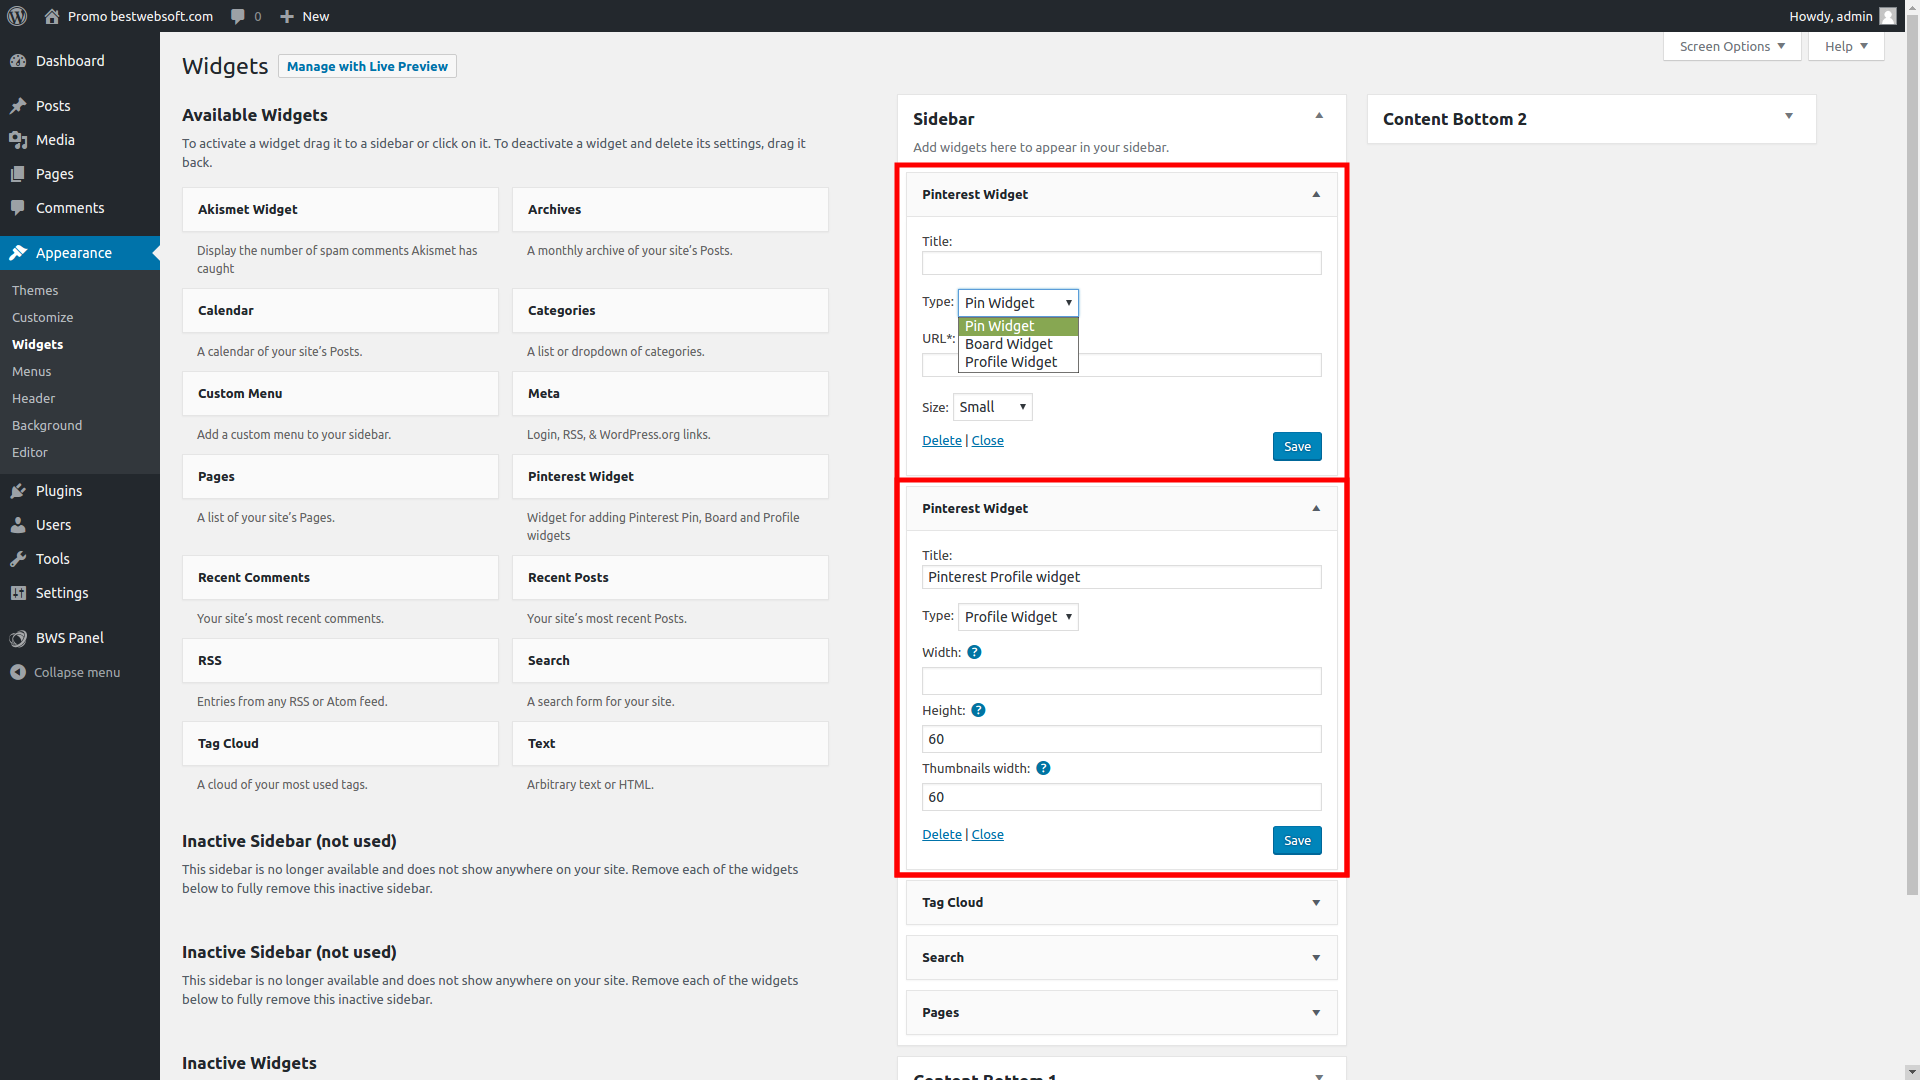 Promo bestwebsoft.com
0
New
Howdy, admin
Screen Options
Help
Dashboard
Posts
Media
Pages
Comments
Appearance
Themes
Customize
Widgets
Menus
Header
Background
Editor
Plugins
Users
Tools
Settings
BWS Panel
Collapse menu
Widgets
Manage with Live Preview
Available Widgets
To activate a widget drag it to a sidebar or click on it. To deactivate a widget and delete its settings, drag it
back.
Akismet Widget
Display the number of spam comments Akismet has
caught
Archives
A monthly archive of your site’s Posts.
Calendar
A calendar of your site’s Posts.
Categories
A list or dropdown of categories.
Custom Menu
Add a custom menu to your sidebar.
Meta
Login, RSS, & WordPress.org links.
Pages
A list of your site’s Pages.
Pinterest Widget
Widget for adding Pinterest Pin, Board and Profile
widgets
Recent Comments
Your site’s most recent comments.
Recent Posts
Your site’s most recent Posts.
RSS
Entries from any RSS or Atom feed.
Search
A search form for your site.
Tag Cloud
A cloud of your most used tags.
Text
Arbitrary text or HTML.
Inactive Sidebar (not used)
This sidebar is no longer available and does not show anywhere on your site. Remove each of the widgets
below to fully remove this inactive sidebar.
Inactive Sidebar (not used)
This sidebar is no longer available and does not show anywhere on your site. Remove each of the widgets
below to fully remove this inactive sidebar.
Inactive Widgets
Sidebar
Add widgets here to appear in your sidebar.
Pinterest Widget
Title:
Type: Pin Widget
Pin Widget
Board Widget
Profile Widget
URL*:
Size: Small
Delete | Close
Save
Pinterest Widget
Title:
Pinterest Profile widget
Type: Profile Widget
Width: ?
Height: ?
60
Thumbnails width: ?
60
Delete | Close
Save
Tag Cloud
Search
Pages
Content Bottom 1
Content Bottom 2